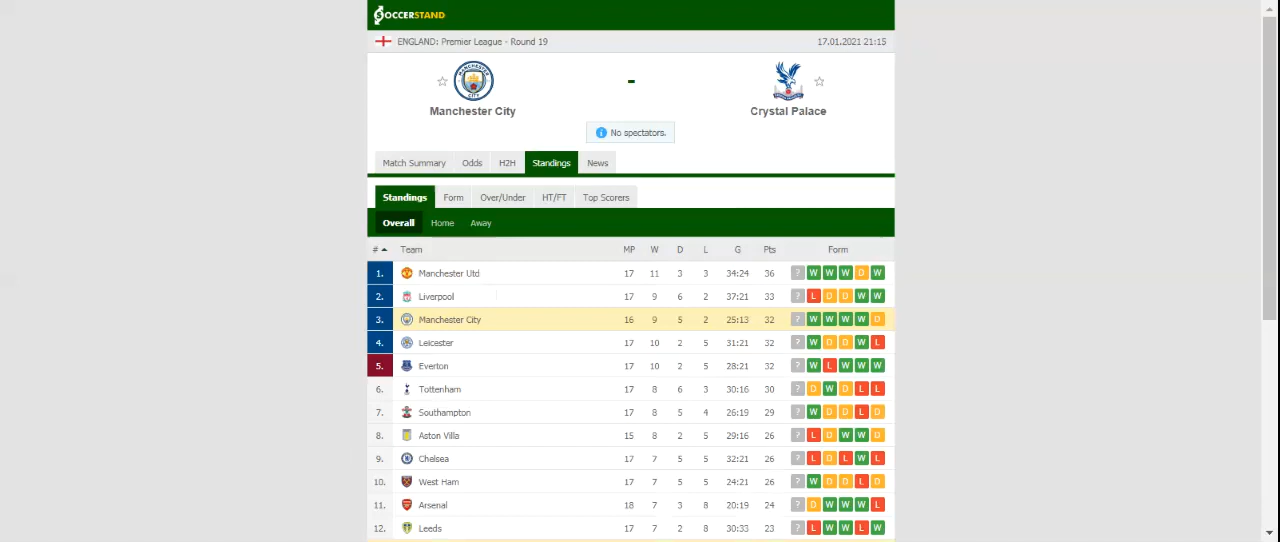 SOCCERSTAND
ENGLAND: Premier League - Round 19 17.01.2021 21:15
-
Manchester City Crystal Palace
No spectators.
Match Summary Odds H2H Standings News
Standings Form Over/Under HT/FT Top Scorers
Overall Home Away
# Team MP W D L G Pts Form
1. Manchester Utd 17 11 3 3 34:24 36 ? W W W D W
2. Liverpool 17 9 6 2 37:21 33 ? L D D W W
3. Manchester City 16 9 5 2 25:13 32 ? W W W W D
4. Leicester 17 10 2 5 31:21 32 ? W D D W L
5. Everton 17 10 2 5 28:21 32 ? W L W W W
6. Tottenham 17 8 6 3 30:16 30 ? D W D L L
7. Southampton 17 8 5 4 26:19 29 ? W D D L D
8. Aston Villa 15 8 2 5 29:16 26 ? L D W W D
9. Chelsea 17 7 5 5 32:21 26 ? L D L W L
10. West Ham 17 7 5 5 24:21 26 ? W D D L D
11. Arsenal 18 7 3 8 20:19 24 ? D W W W L
12. Leeds 17 7 2 8 30:33 23 ? L W W L W